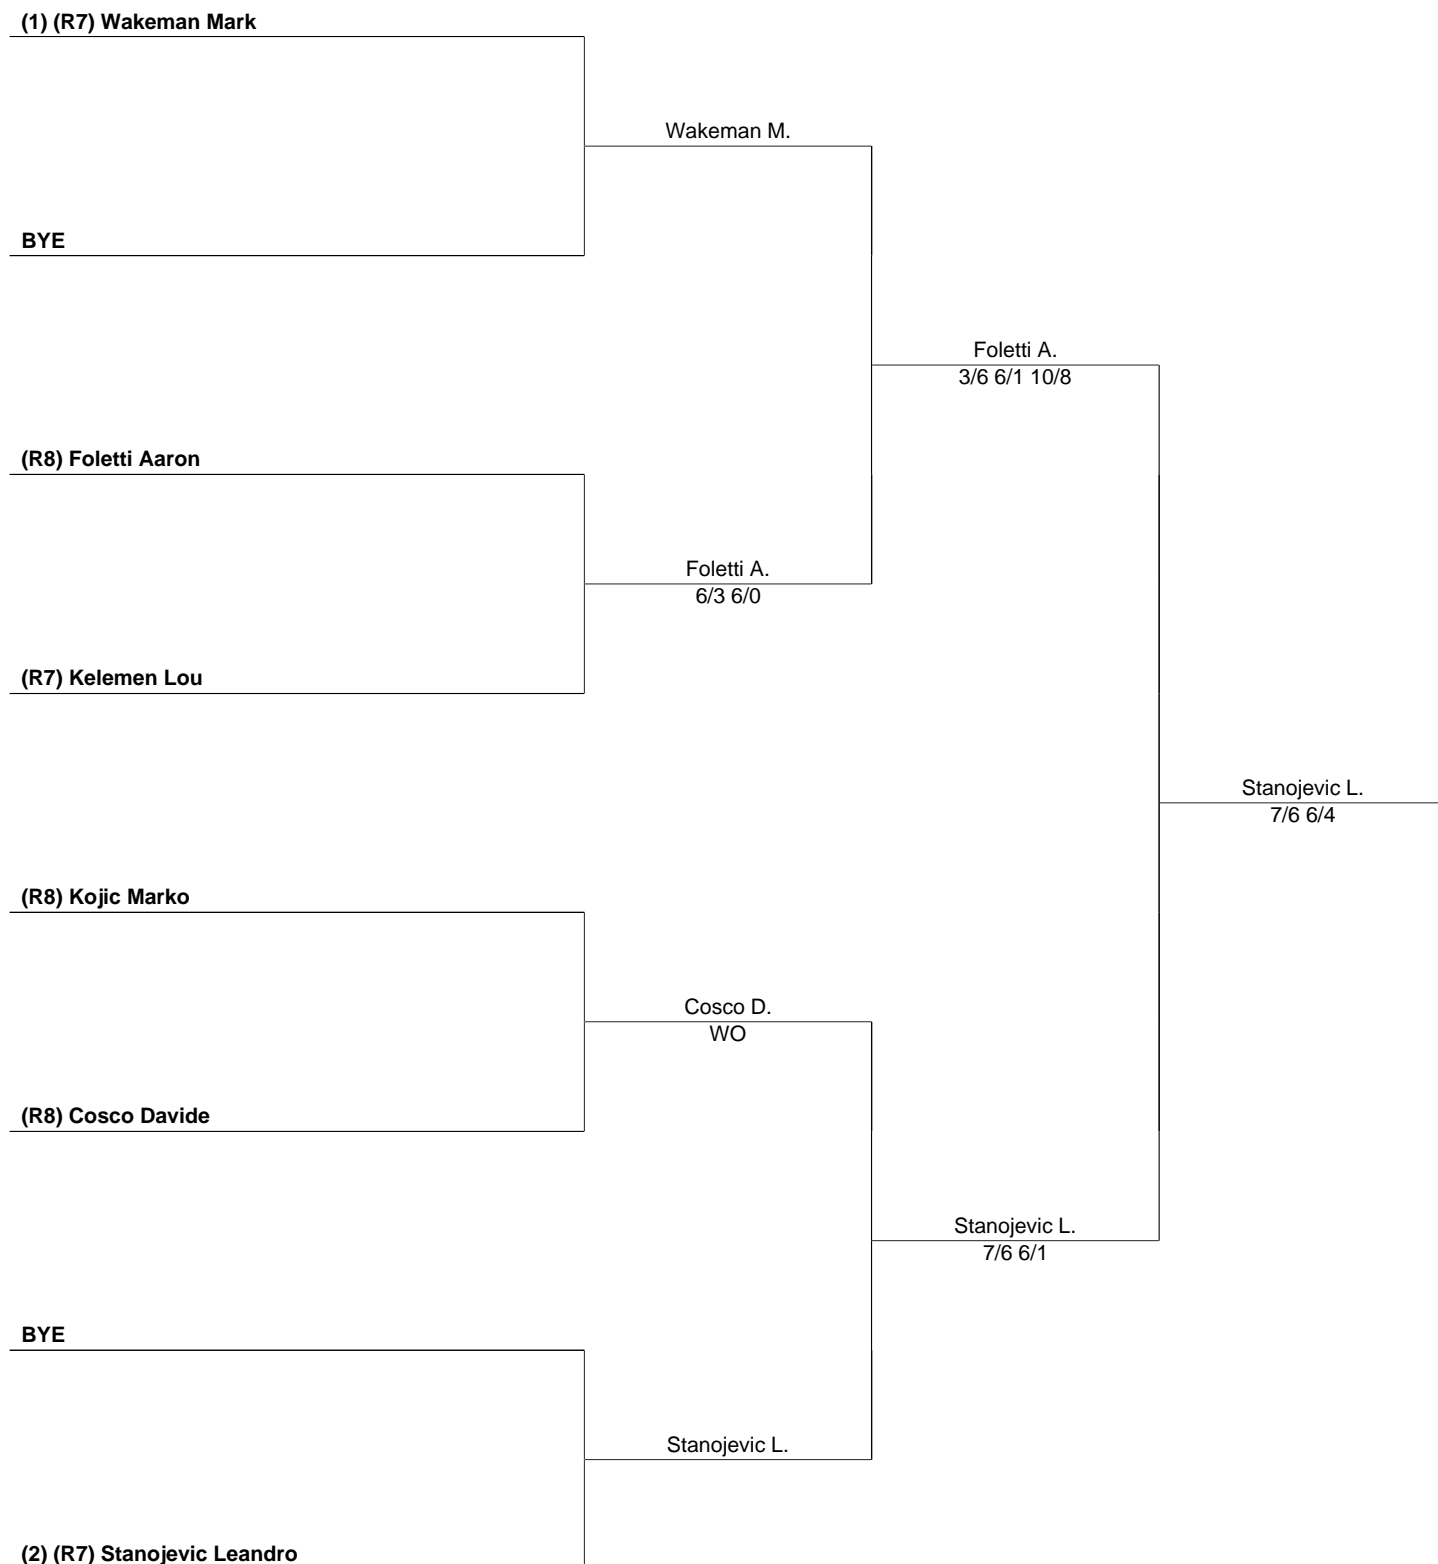 (1) (R7) Wakeman Mark
Wakeman M.
BYE
Foletti A.
3/6 6/1 10/8
(R8) Foletti Aaron
Foletti A.
6/3 6/0
(R7) Kelemen Lou
Stanojevic L.
7/6 6/4
(R8) Kojic Marko
Cosco D.
WO
(R8) Cosco Davide
Stanojevic L.
7/6 6/1
BYE
Stanojevic L.
(2) (R7) Stanojevic Leandro